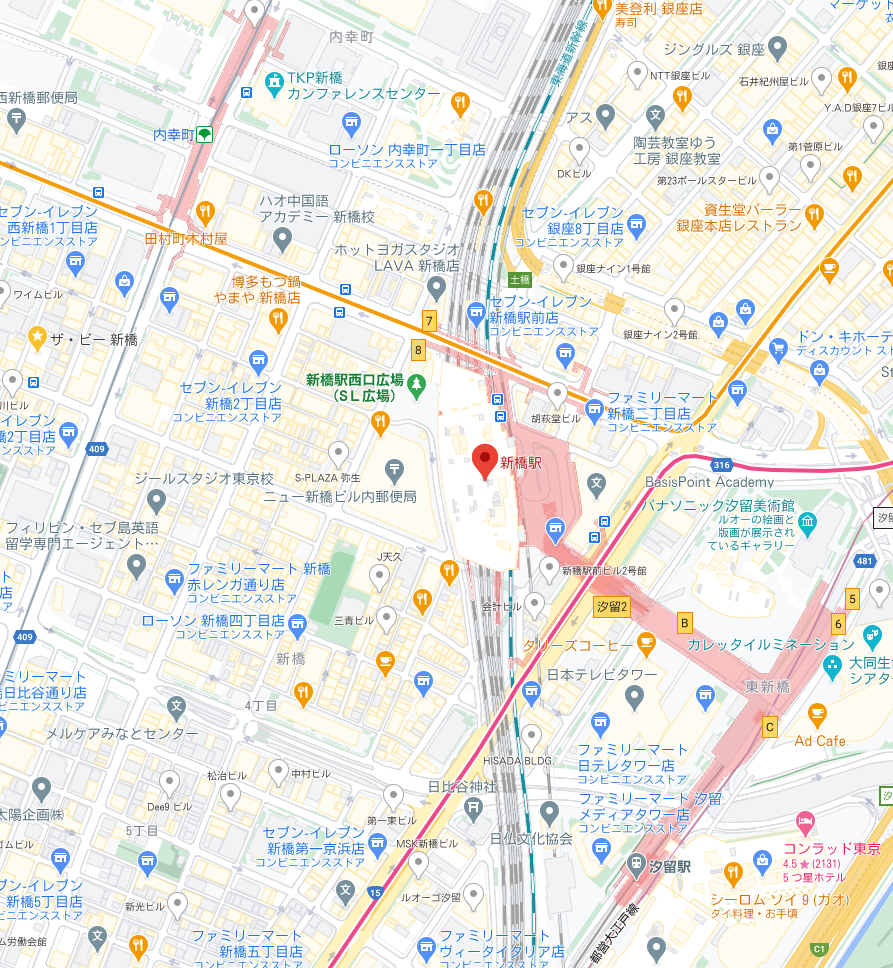 美登利 銀座店
寿司
マーケット
内幸町
東海道新幹線
ジングルズ 銀座
NTT銀座ビル
石井紀州屋ビル
TKP新橋
カンファレンスセンター
西新橋郵便局
Y.A.D銀座7ビ
アス
内幸町
ローソン 内幸町一丁目店
コンビニエンスストア
陶芸教室ゆう
工房 銀座教室
第1菅原ビル
DKビル
第23ポールスタービル
セブン-イレブン
西新橋1丁目店
コンビニエンスストア
ハオ中国語
アカデミー 新橋校
セブン-イレブン
銀座8丁目店
コンビニエンスストア
資生堂パーラー
銀座本店レストラン
田村町木村屋
ホットヨガスタジオ
LAVA 新橋店
銀座ナイン1号館
土橋
博多もつ鍋
やまや 新橋店
ワイムビル
セブン-イレブン
新橋駅前店
コンビニエンスストア
7
8
銀座ナイン2号館
ドン・キホーテ
ディスカウント スト
ザ・ビー 新橋
セブン-イレブン
新橋2丁目店
コンビニエンスストア
新橋駅西口広場
(ＳＬ広場)
St
川ビル
胡萩堂ビル
ファミリーマート
新橋二丁目店
コンビニエンスストア
イレブン
橋2丁目店
ンスストア
409
S-PLAZA 弥生
新橋駅
316
ジールスタジオ東京校
ニュー新橋ビル内郵便局
BasisPoint Academy
パナソニック汐留美術館
ルオーの絵画と
版画が展示され
ているギャラリー
汐留
フィリピン・セブ島英語
留学専門エージェント…
J天久
481
ファミリーマート 新橋
赤レンガ通り店
コンビニエンスストア
新橋駅前ビル2号館
会計ビル
汐留2
5
B
6
ローソン 新橋四丁目店
コンビニエンスストア
三青ビル
409
新橋
タリーズコーヒー
カレッタイルミネーション
大同生命
シアター
日本テレビタワー
東新橋
ミリーマート
日比谷通り店
コンビニエンスストア
4丁目
C
Ad Cafe
メルケアみなとセンター
HISADA BLDG.
ファミリーマート
日テレタワー店
コンビニエンスストア
松治ビル
中村ビル
日比谷神社
Dee9 ビル
太陽企画㈱
第一東ビル
ファミリーマート 汐留
メディアタワー店
コンビニエンスストア
汐
5丁目
セブン-イレブン
新橋第一京浜店
コンビニエンスストア
MSK新橋ビル
日仏文化協会
コンラッド東京
4.5★(2131)
5 つ星ホテル
汐留駅
ブン-イレブン
新橋5丁目店
コンビニエンスストア
15
ルオーゴ汐留
シーロム ソイ 9 (ガオ)
タイ料理・お手頃
新光ビル
ム労働会館
ファミリーマート
新橋五丁目店
コンビニエンスストア
ファミリーマート
ヴィータイタリア店
コンビニエンスストア
都営大江戸線
C1